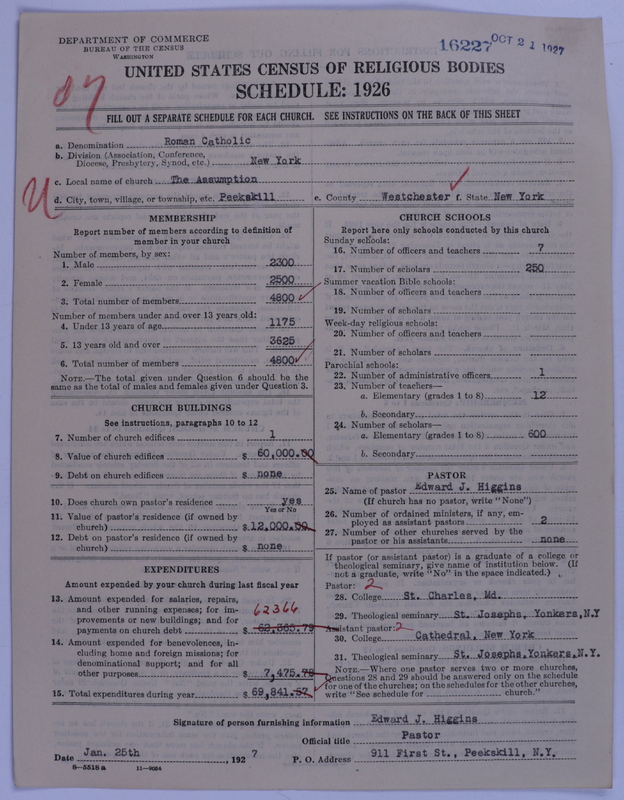 DEPARTMENT OF COMMERCE
BUREAU OF THE CENSUS
WASHINGTON
16227 OCT 21 1927
UNITED STATES CENSUS OF RELIGIOUS BODIES
SCHEDULE: 1926
FILL OUT A SEPARATE SCHEDULE FOR EACH CHURCH. SEE INSTRUCTIONS ON THE BACK OF THIS SHEET
a. Denomination Roman Catholic
b. Division (Association, Conference, Diocese, Presbytery, Synod, etc.) New York
c. Local name of church The Assumption
d. City, town, village, or township, etc. Peekskill e. County Westchester f. State New York
MEMBERSHIP
Report number of members according to definition of
member in your church
Number of members, by sex:
1. Male 2300
2. Female 2500
3. Total number of members 4800
Number of members under and over 13 years old:
4. Under 13 years of age 1175
5. 13 years old and over 3625
6. Total number of members 4800
NOTE.—The total given under Question 6 should be the
same as the total of males and females given under Question 3.
CHURCH BUILDINGS
See instructions, paragraphs 10 to 12
7. Number of church edifices 1
8. Value of church edifices $ 60,000.00
9. Debt on church edifices $ none
10. Does church own pastor's residence yes
Yes or No
11. Value of pastor's residence (if owned by
church) $ 12,000.00
12. Debt on pastor's residence (if owned by
church) $ none
EXPENDITURES
Amount expended by your church during last fiscal year
13. Amount expended for salaries, repairs,
and other running expenses; for im-
provements or new buildings; and for
payments on church debt $ 62,365.79
62366
14. Amount expended for benevolences, in-
cluding home and foreign missions; for
denominational support; and for all
other purposes $ 7,475.78
15. Total expenditures during year $ 69,841.57
CHURCH SCHOOLS
Report here only schools conducted by this church
Sunday schools:
16. Number of officers and teachers 7
17. Number of scholars 250
Summer vacation Bible schools:
18. Number of officers and teachers
19. Number of scholars
Week-day religious schools:
20. Number of officers and teachers
21. Number of scholars
Parochial schools:
22. Number of administrative officers 1
23. Number of teachers—
a. Elementary (grades 1 to 8) 12
b. Secondary
24. Number of scholars—
a. Elementary (grades 1 to 8) 600
b. Secondary
PASTOR
25. Name of pastor Edward J. Higgins
(If church has no pastor, write "None")
26. Number of ordained ministers, if any, em-
ployed as assistant pastors 2
27. Number of other churches served by the
pastor or his assistants none
If pastor (or assistant pastor) is a graduate of a college or
theological seminary, give name of institution below. (If
not a graduate, write "No" in the space indicated.)
Pastor: 2
28. College St. Charles, Md.
29. Theological seminary St. Josephs, Yonkers,N.Y
Assistant pastor: 2
30. College Cathedral, New York
31. Theological seminary St. Josephs,Yonkers,N.Y.
NOTE.—Where one pastor serves two or more churches,
Questions 28 and 29 should be answered only on the schedule
for one of the churches; on the schedules for the other churches,
write "See schedule for church."
Signature of person furnishing information Edward J. Higgins
Official title Pastor
Date Jan. 25th, 1927 P. O. Address 911 First St., Peekskill, N.Y.
8—5518a 11—9054